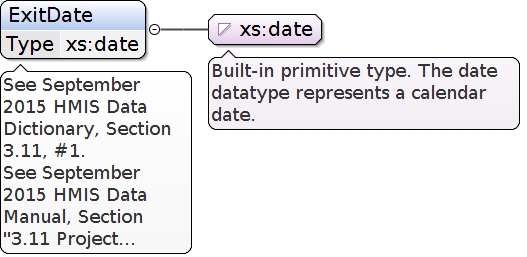 ExitDate
Type xs:date
xs:date
See September
2015 HMIS Data
Dictionary, Section
3.11, #1.
See September
2015 HMIS Data
Manual, Section
"3.11 Project...
Built-in primitive type. The date
datatype represents a calendar
date.